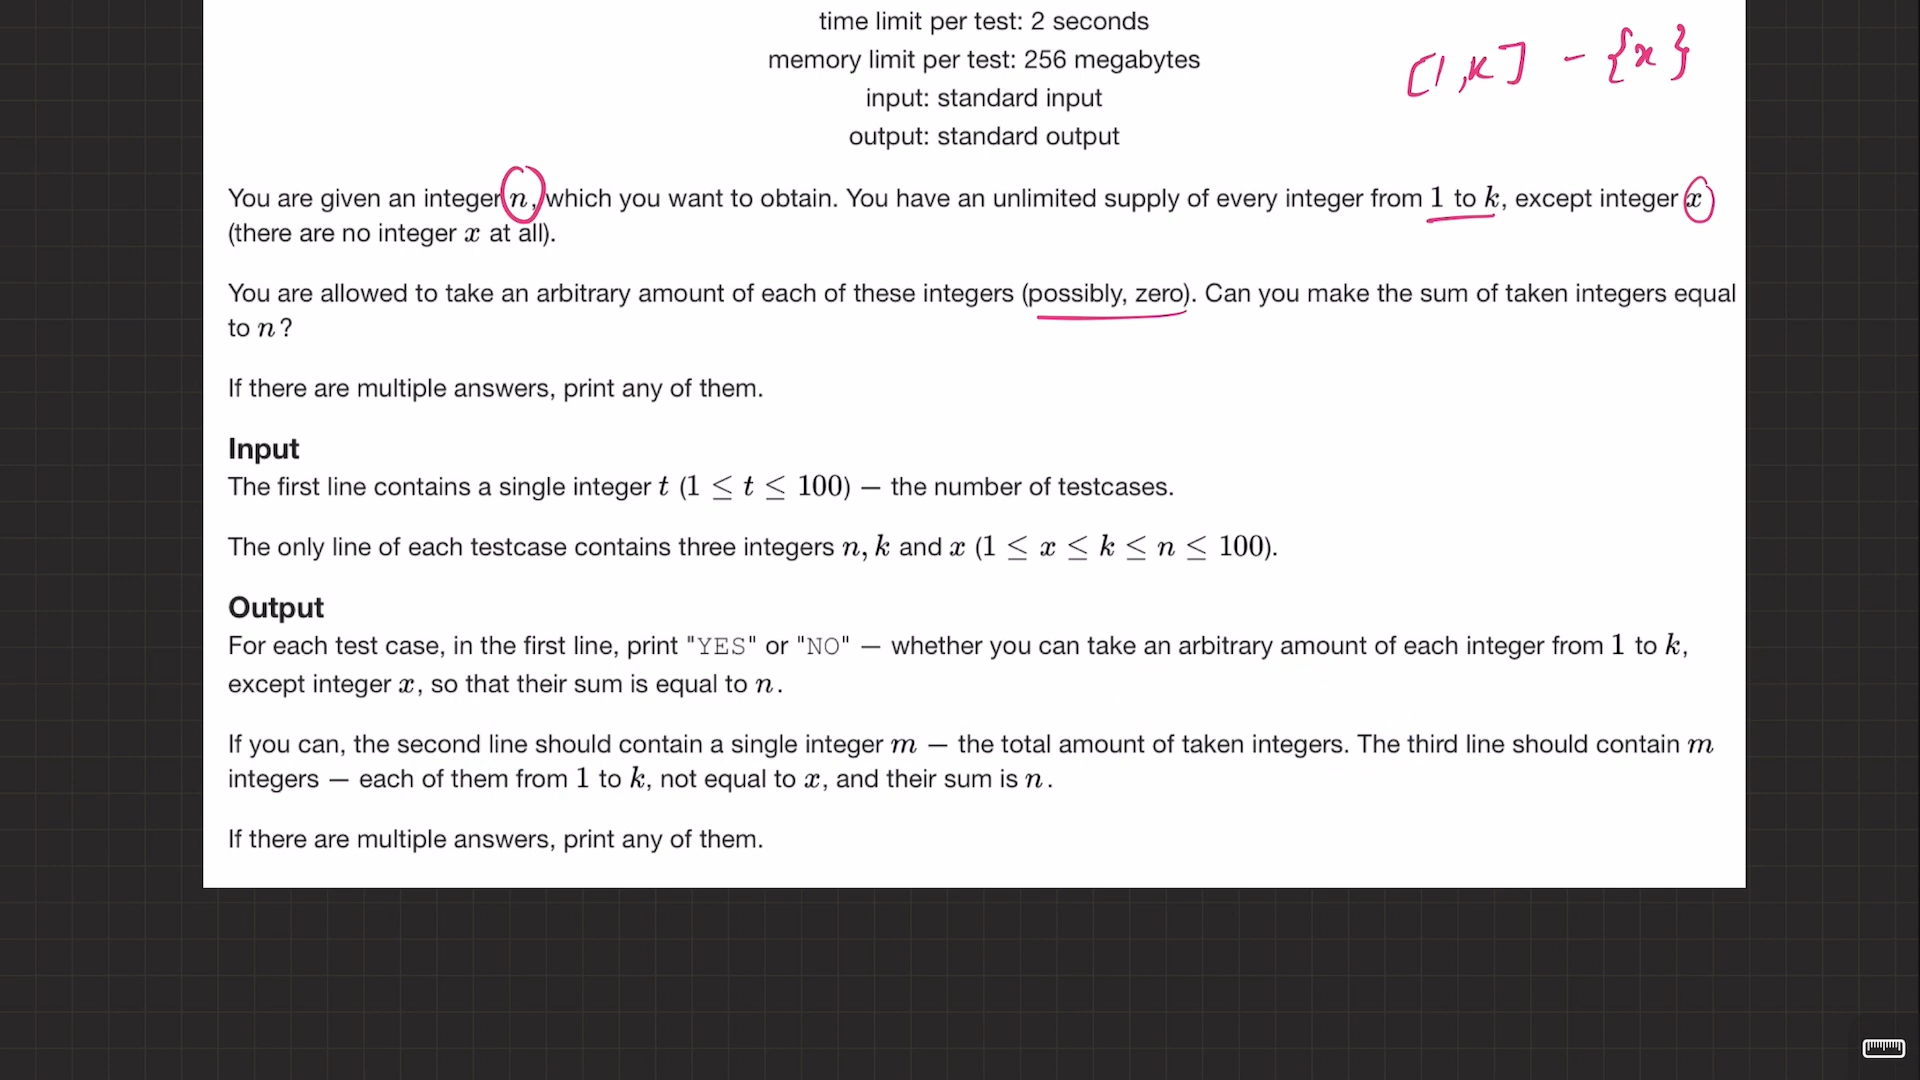 time limit per test: 2 seconds
memory limit per test: 256 megabytes
input: standard input
output: standard output
[1,k] - {x}
You are given an integer n, which you want to obtain. You have an unlimited supply of every integer from 1 to k, except integer x
(there are no integer x at all).
You are allowed to take an arbitrary amount of each of these integers (possibly, zero). Can you make the sum of taken integers equal
to n?
If there are multiple answers, print any of them.
Input
The first line contains a single integer t (1 ≤ t ≤ 100) — the number of testcases.
The only line of each testcase contains three integers n, k and x (1 ≤ x ≤ k ≤ n ≤ 100).
Output
For each test case, in the first line, print "YES" or "NO" — whether you can take an arbitrary amount of each integer from 1 to k,
except integer x, so that their sum is equal to n.
If you can, the second line should contain a single integer m — the total amount of taken integers. The third line should contain m
integers — each of them from 1 to k, not equal to x, and their sum is n.
If there are multiple answers, print any of them.